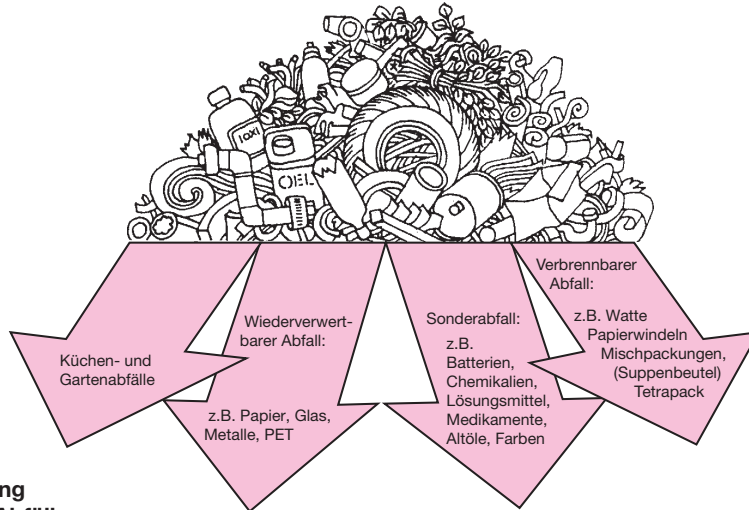 TOXI
OEL
Küchen- und
Gartenabfälle
Wiederverwert-
barer Abfall:
z.B. Papier, Glas,
Metalle, PET
Sonderabfall:
z.B.
Batterien,
Chemikalien,
Lösungsmittel,
Medikamente,
Altöle, Farben
Verbrennbarer
Abfall:
z.B. Watte
Papierwindeln
Mischpackungen,
(Suppenbeutel)
Tetrapack
ng